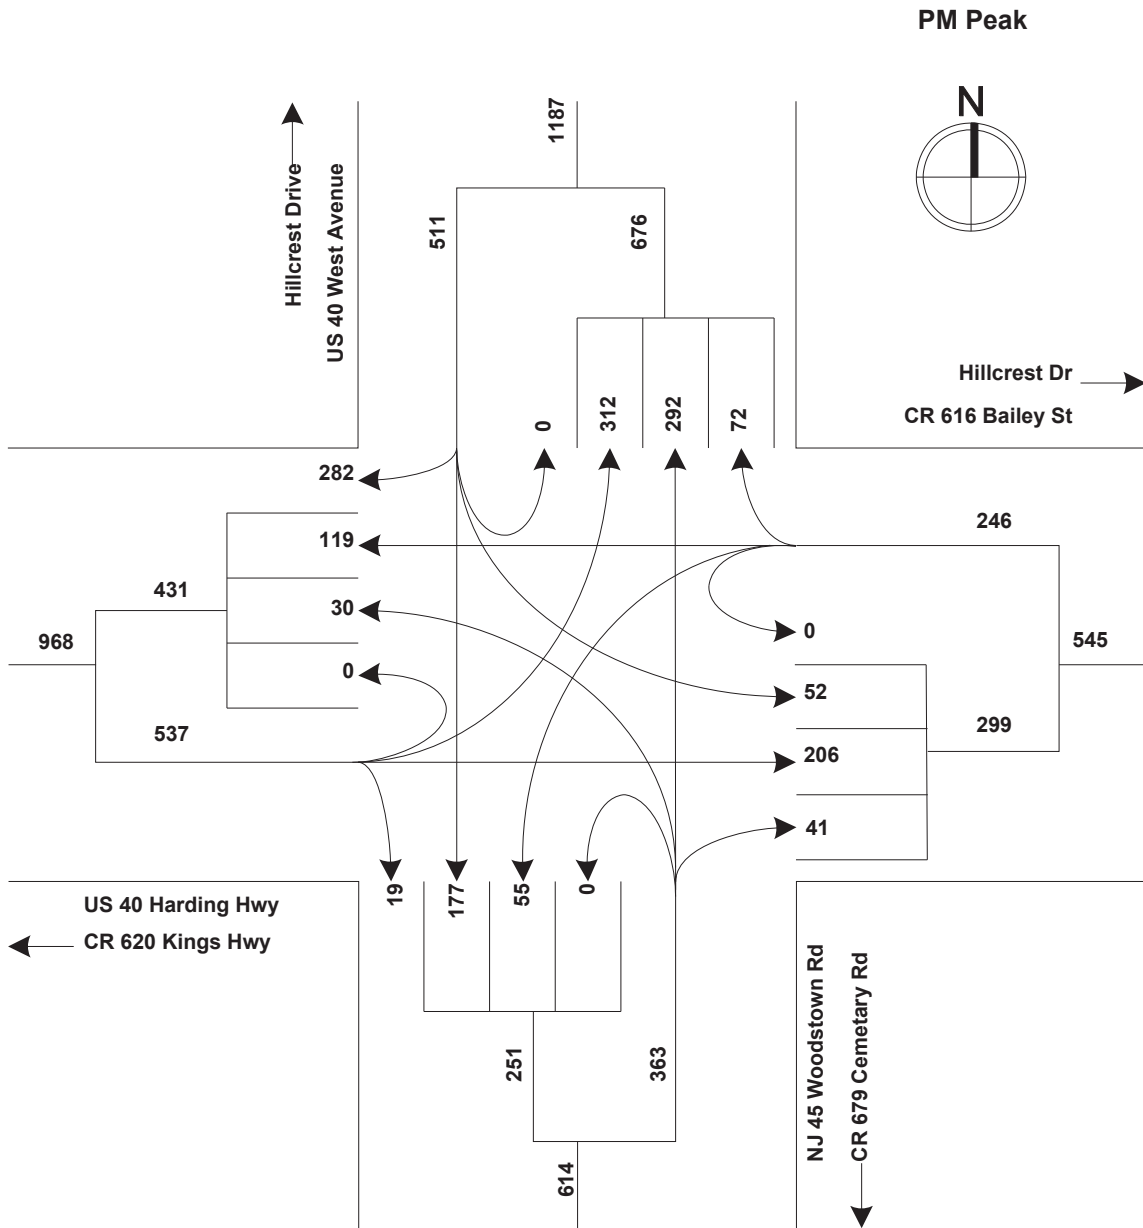 PM Peak
N
1187
Hillcrest Drive
US 40 West Avenue
511
676
Hillcrest Dr
CR 616 Bailey St
0
312
292
72
282
119
431
30
968
0
537
246
0
545
52
299
206
41
19
177
55
0
US 40 Harding Hwy
CR 620 Kings Hwy
NJ 45 Woodstown Rd
CR 679 Cemetary Rd
251
363
614